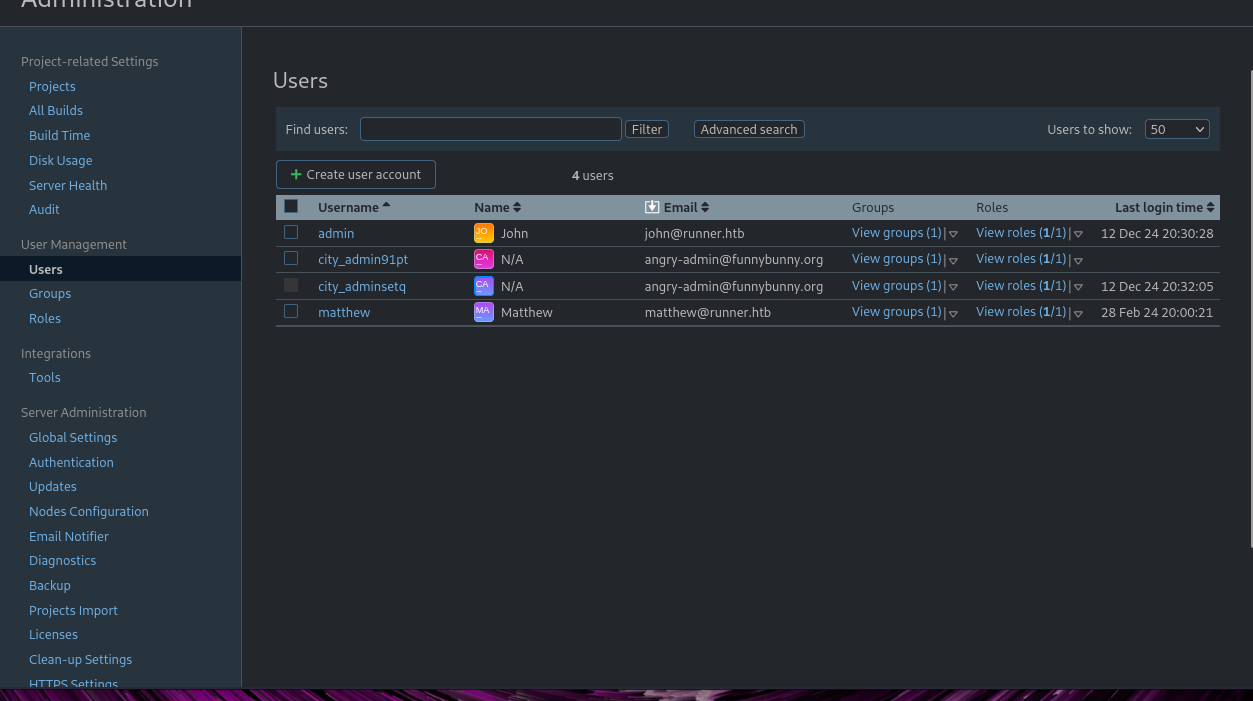 Administration
Project-related Settings
Projects
All Builds
Build Time
Disk Usage
Server Health
Audit
User Management
Users
Groups
Roles
Integrations
Tools
Server Administration
Global Settings
Authentication
Updates
Nodes Configuration
Email Notifier
Diagnostics
Backup
Projects Import
Licenses
Clean-up Settings
HTTPS Settings
Users
Find users: Filter Advanced search Users to show: 50
+ Create user account 4 users
Username Name Email Groups Roles Last login time
admin JO John john@runner.htb View groups (1) | View roles (1/1) | 12 Dec 24 20:30:28
city_admin91pt CA N/A angry-admin@funnybunny.org View groups (1) | View roles (1/1) |
city_adminsetq CA N/A angry-admin@funnybunny.org View groups (1) | View roles (1/1) | 12 Dec 24 20:32:05
matthew MA Matthew matthew@runner.htb View groups (1) | View roles (1/1) | 28 Feb 24 20:00:21